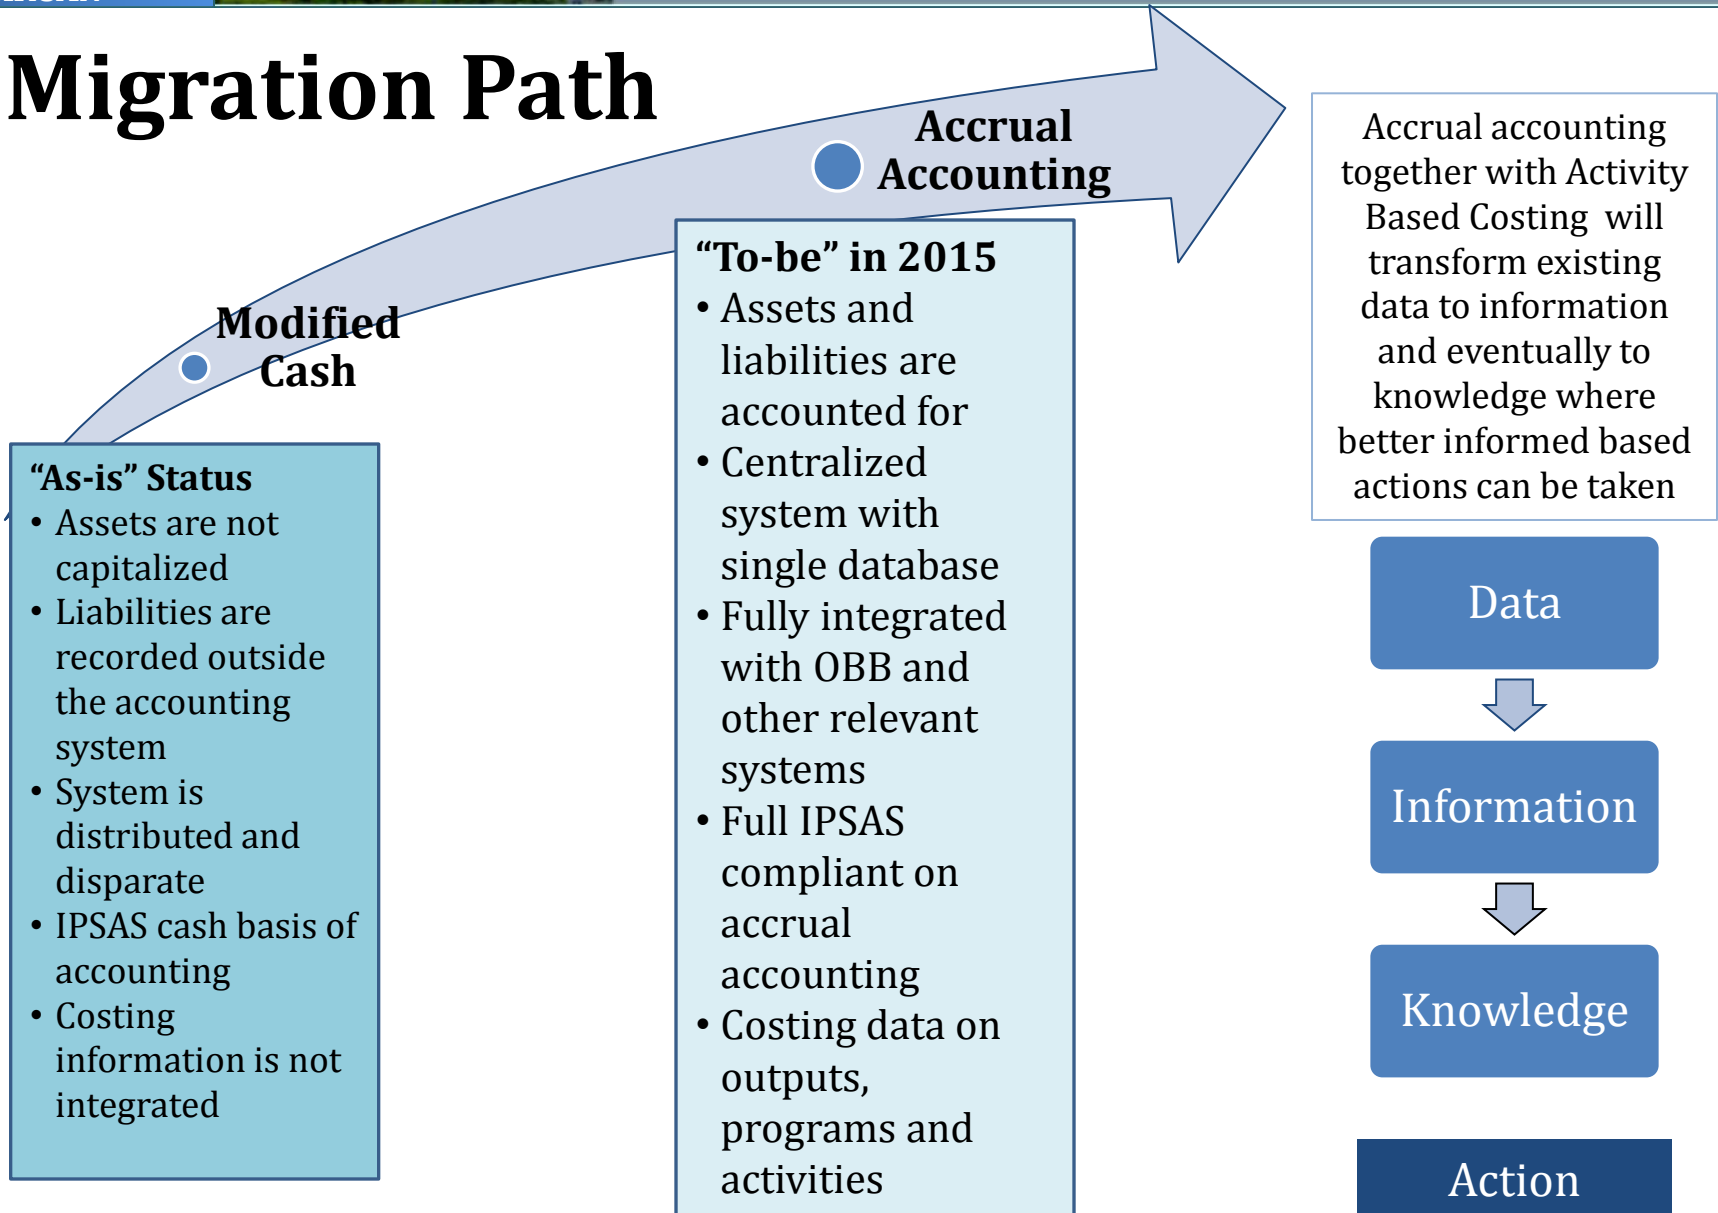 Migration Path
Accrual
Accounting
Modified
Cash
“As-is” Status
• Assets are not
capitalized
• Liabilities are
recorded outside
the accounting
system
• System is
distributed and
disparate
• IPSAS cash basis of
accounting
• Costing
information is not
integrated
“To-be” in 2015
• Assets and
liabilities are
accounted for
• Centralized
system with
single database
• Fully integrated
with OBB and
other relevant
systems
• Full IPSAS
compliant on
accrual
accounting
• Costing data on
outputs,
programs and
activities
Accrual accounting
together with Activity
Based Costing will
transform existing
data to information
and eventually to
knowledge where
better informed based
actions can be taken
Data
Information
Knowledge
Action